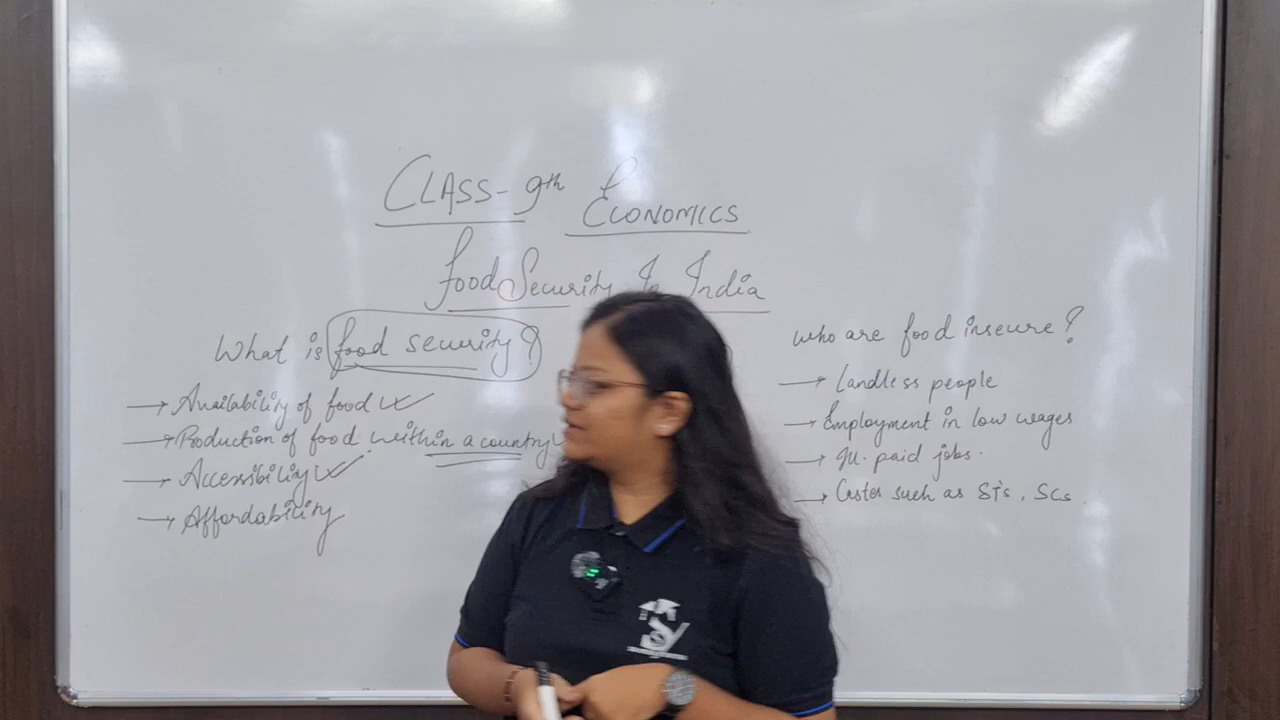 CLASS- 9th ECONOMICS
Food Security In India
What is food security?
→ Availability of food
→ Production of food within a country
→ Accessibility
→ Affordability
who are food insecure?
→ Landless people
→ Employment in low wages
→ Ill. paid jobs.
→ Castes such as STs, SCs.